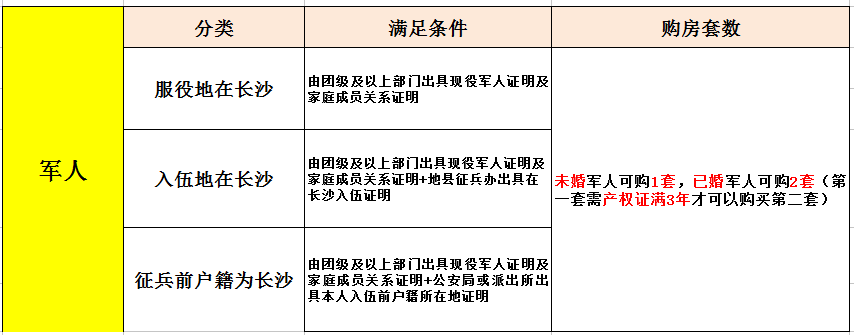 分类
满足条件
购房套数
军人
服役地在长沙
由团级及以上部门出具现役军人证明及
家庭成员关系证明
入伍地在长沙
由团级及以上部门出具现役军人证明及
家庭成员关系证明+地县征兵办出具在
长沙入伍证明
征兵前户籍为长沙
由团级及以上部门出具现役军人证明及
家庭成员关系证明+公安局或派出所出
具本人入伍前户籍所在地证明
未婚军人可购1套，已婚军人可购2套（第
一套需产权证满3年才可以购买第二套）